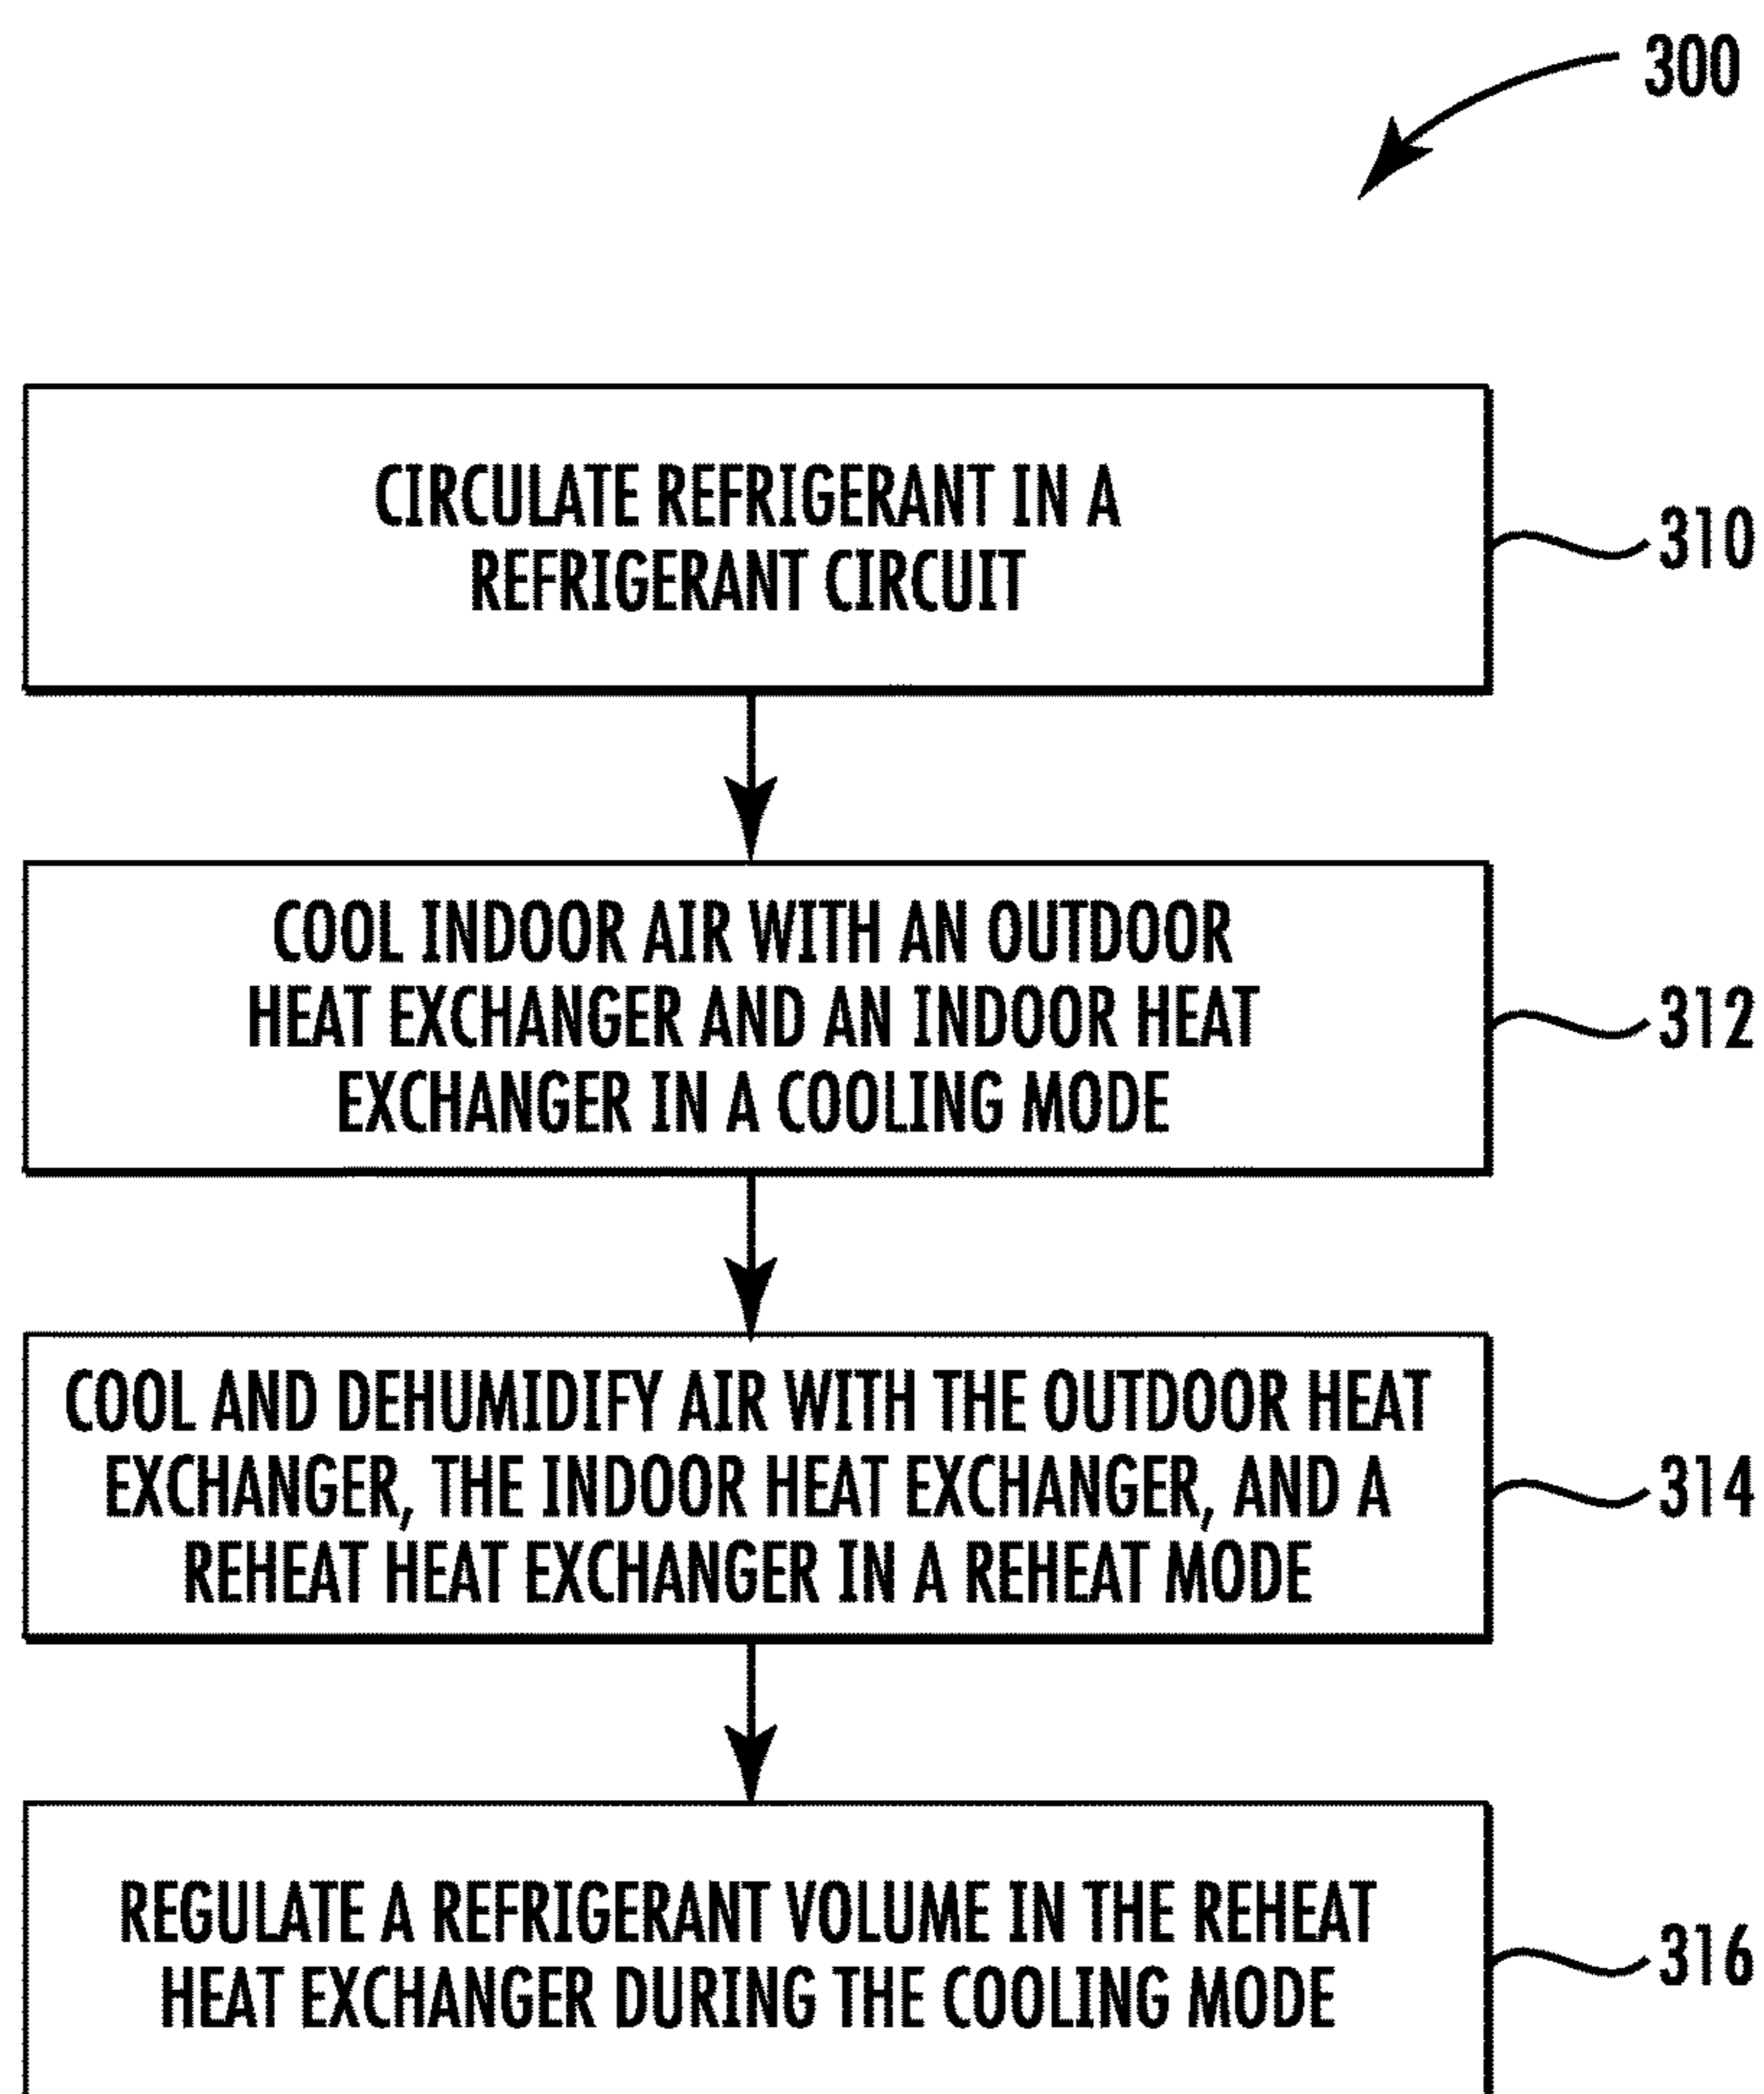 300
CIRCULATE REFRIGERANT IN A
REFRIGERANT CIRCUIT
310
COOL INDOOR AIR WITH AN OUTDOOR
HEAT EXCHANGER AND AN INDOOR HEAT
EXCHANGER IN A COOLING MODE
312
COOL AND DEHUMIDIFY AIR WITH THE OUTDOOR HEAT
EXCHANGER, THE INDOOR HEAT EXCHANGER, AND A
REHEAT HEAT EXCHANGER IN A REHEAT MODE
314
REGULATE A REFRIGERANT VOLUME IN THE REHEAT
HEAT EXCHANGER DURING THE COOLING MODE
316